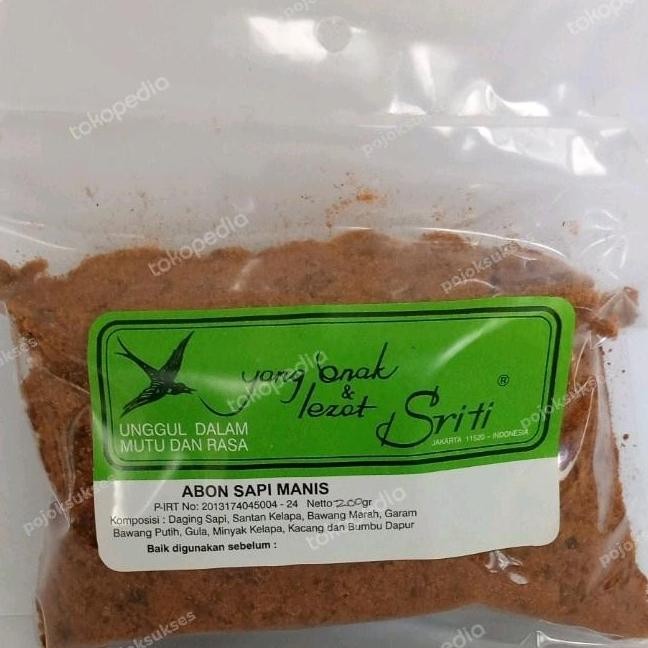 yang enak
&
lezat
Sriti
®
UNGGUL DALAM
MUTU DAN RASA
JAKARTA 11520 - INDONESIA
ABON SAPI MANIS
P-IRT No: 2013174045004 - 24 Netto 200gr
Komposisi : Daging Sapi, Santan Kelapa, Bawang Merah, Garam
Bawang Putih, Gula, Minyak Kelapa, Kacang dan Bumbu Dapur
Baik digunakan sebelum :
tokopedia
pojoksukses